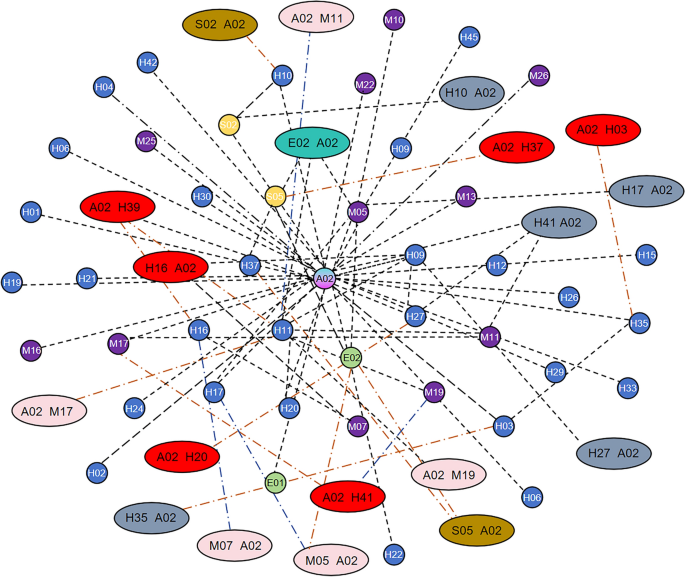 M10
A02 M11
S02 A02
H45
H42
H10
M26
M22
H04
H10 A02
S02
A02 H03
M25
E02 A02
H06
H09
A02 H37
H17 A02
H30
S05
M13
A02 H39
H01
M05
H41 A02
H09
H15
H16 A02
H37
H12
H21
A02
H19
H26
H27
H35
H16
H11
M11
M17
M16
E02
H29
H33
H17
M19
H24
H20
A02 M17
M07
H03
H27 A02
A02 H20
H02
A02 M19
E01
A02 H41
H06
H35 A02
S05 A02
M07 A02
H22
M05 A02